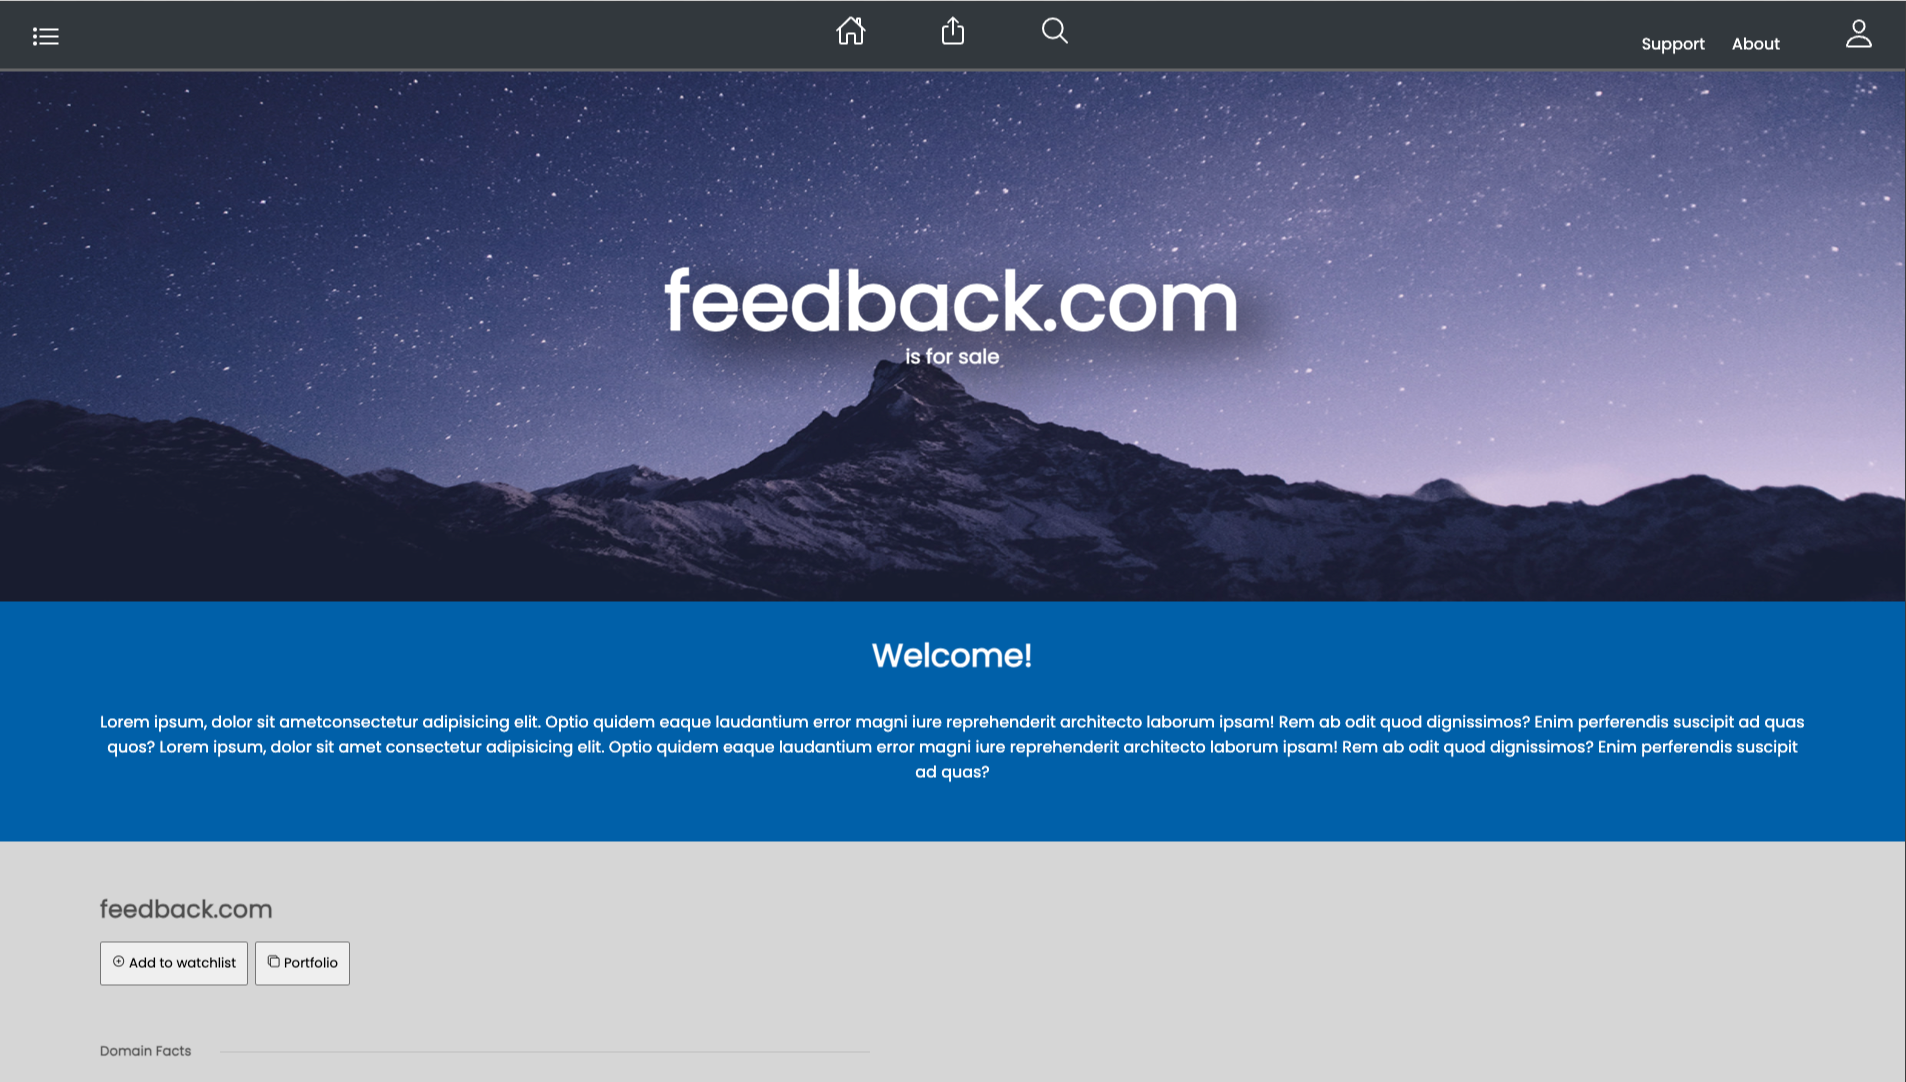 Support About
feedback.com
is for sale
Welcome!
Lorem ipsum, dolor sit ametconsectetur adipisicing elit. Optio quidem eaque laudantium error magni iure reprehenderit architecto laborum ipsam! Rem ab odit quod dignissimos? Enim perferendis suscipit ad quas
quos? Lorem ipsum, dolor sit amet consectetur adipisicing elit. Optio quidem eaque laudantium error magni iure reprehenderit architecto laborum ipsam! Rem ab odit quod dignissimos? Enim perferendis suscipit
ad quas?
feedback.com
Add to watchlist Portfolio
Domain Facts